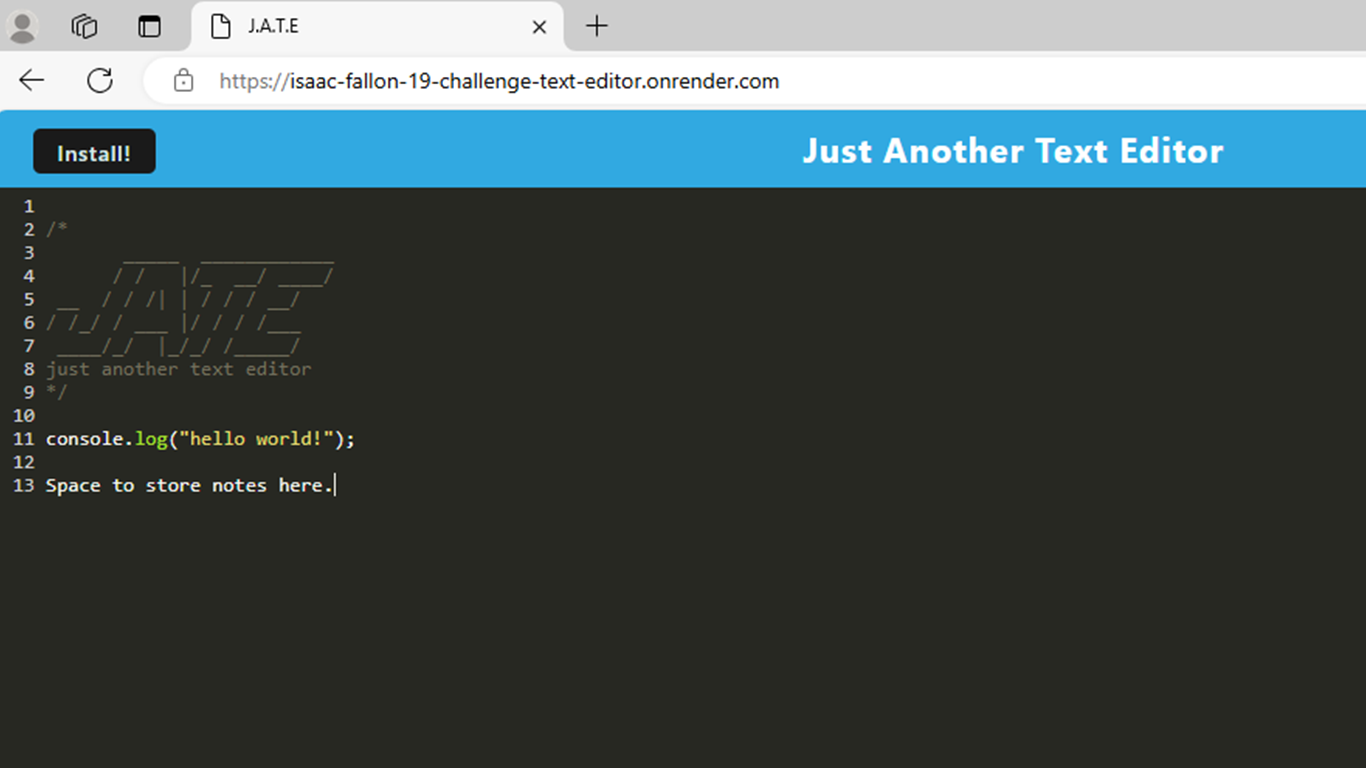 J.A.T.E
https://isaac-fallon-19-challenge-text-editor.onrender.com
Install!
Just Another Text Editor
1
2 /*
3        _____  ____________
4       / /   |/_  __/ ____/
5  __  / / /| | / / / __/
6 / /_/ / ___ |/ / / /___
7  ____/_/  |_/_/ /_____/
8 just another text editor
9 */
10
11 console.log("hello world!");
12
13 Space to store notes here.